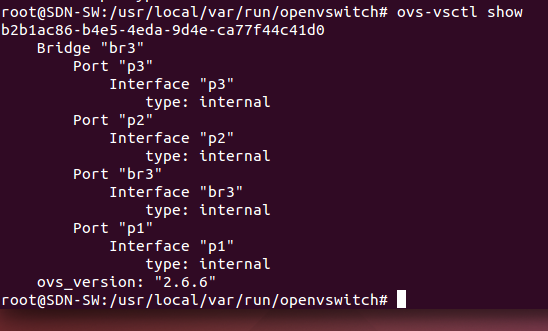 root@SDN-SW:/usr/local/var/run/openvswitch# ovs-vsctl show
b2b1ac86-b4e5-4eda-9d4e-ca77f44c41d0
    Bridge "br3"
        Port "p3"
            Interface "p3"
                type: internal
        Port "p2"
            Interface "p2"
                type: internal
        Port "br3"
            Interface "br3"
                type: internal
        Port "p1"
            Interface "p1"
                type: internal
    ovs_version: "2.6.6"
root@SDN-SW:/usr/local/var/run/openvswitch#